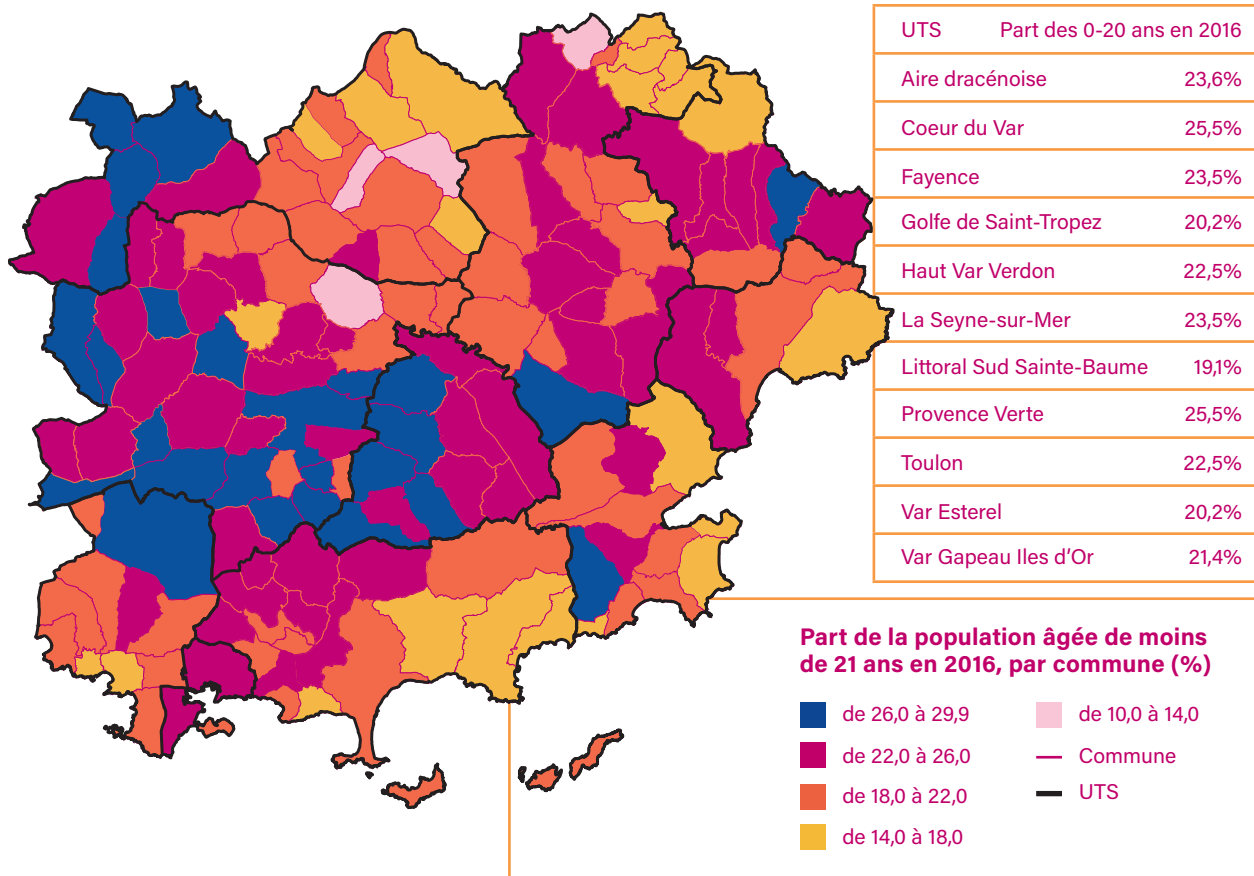 UTS Part des 0-20 ans en 2016
Aire dracénoise 23,6%
Coeur du Var 25,5%
Fayence 23,5%
Golfe de Saint-Tropez 20,2%
Haut Var Verdon 22,5%
La Seyne-sur-Mer 23,5%
Littoral Sud Sainte-Baume 19,1%
Provence Verte 25,5%
Toulon 22,5%
Var Esterel 20,2%
Var Gapeau Iles d'Or 21,4%
Part de la population âgée de moins
de 21 ans en 2016, par commune (%)
de 26,0 à 29,9
de 22,0 à 26,0
de 18,0 à 22,0
de 14,0 à 18,0
de 10,0 à 14,0
Commune
UTS